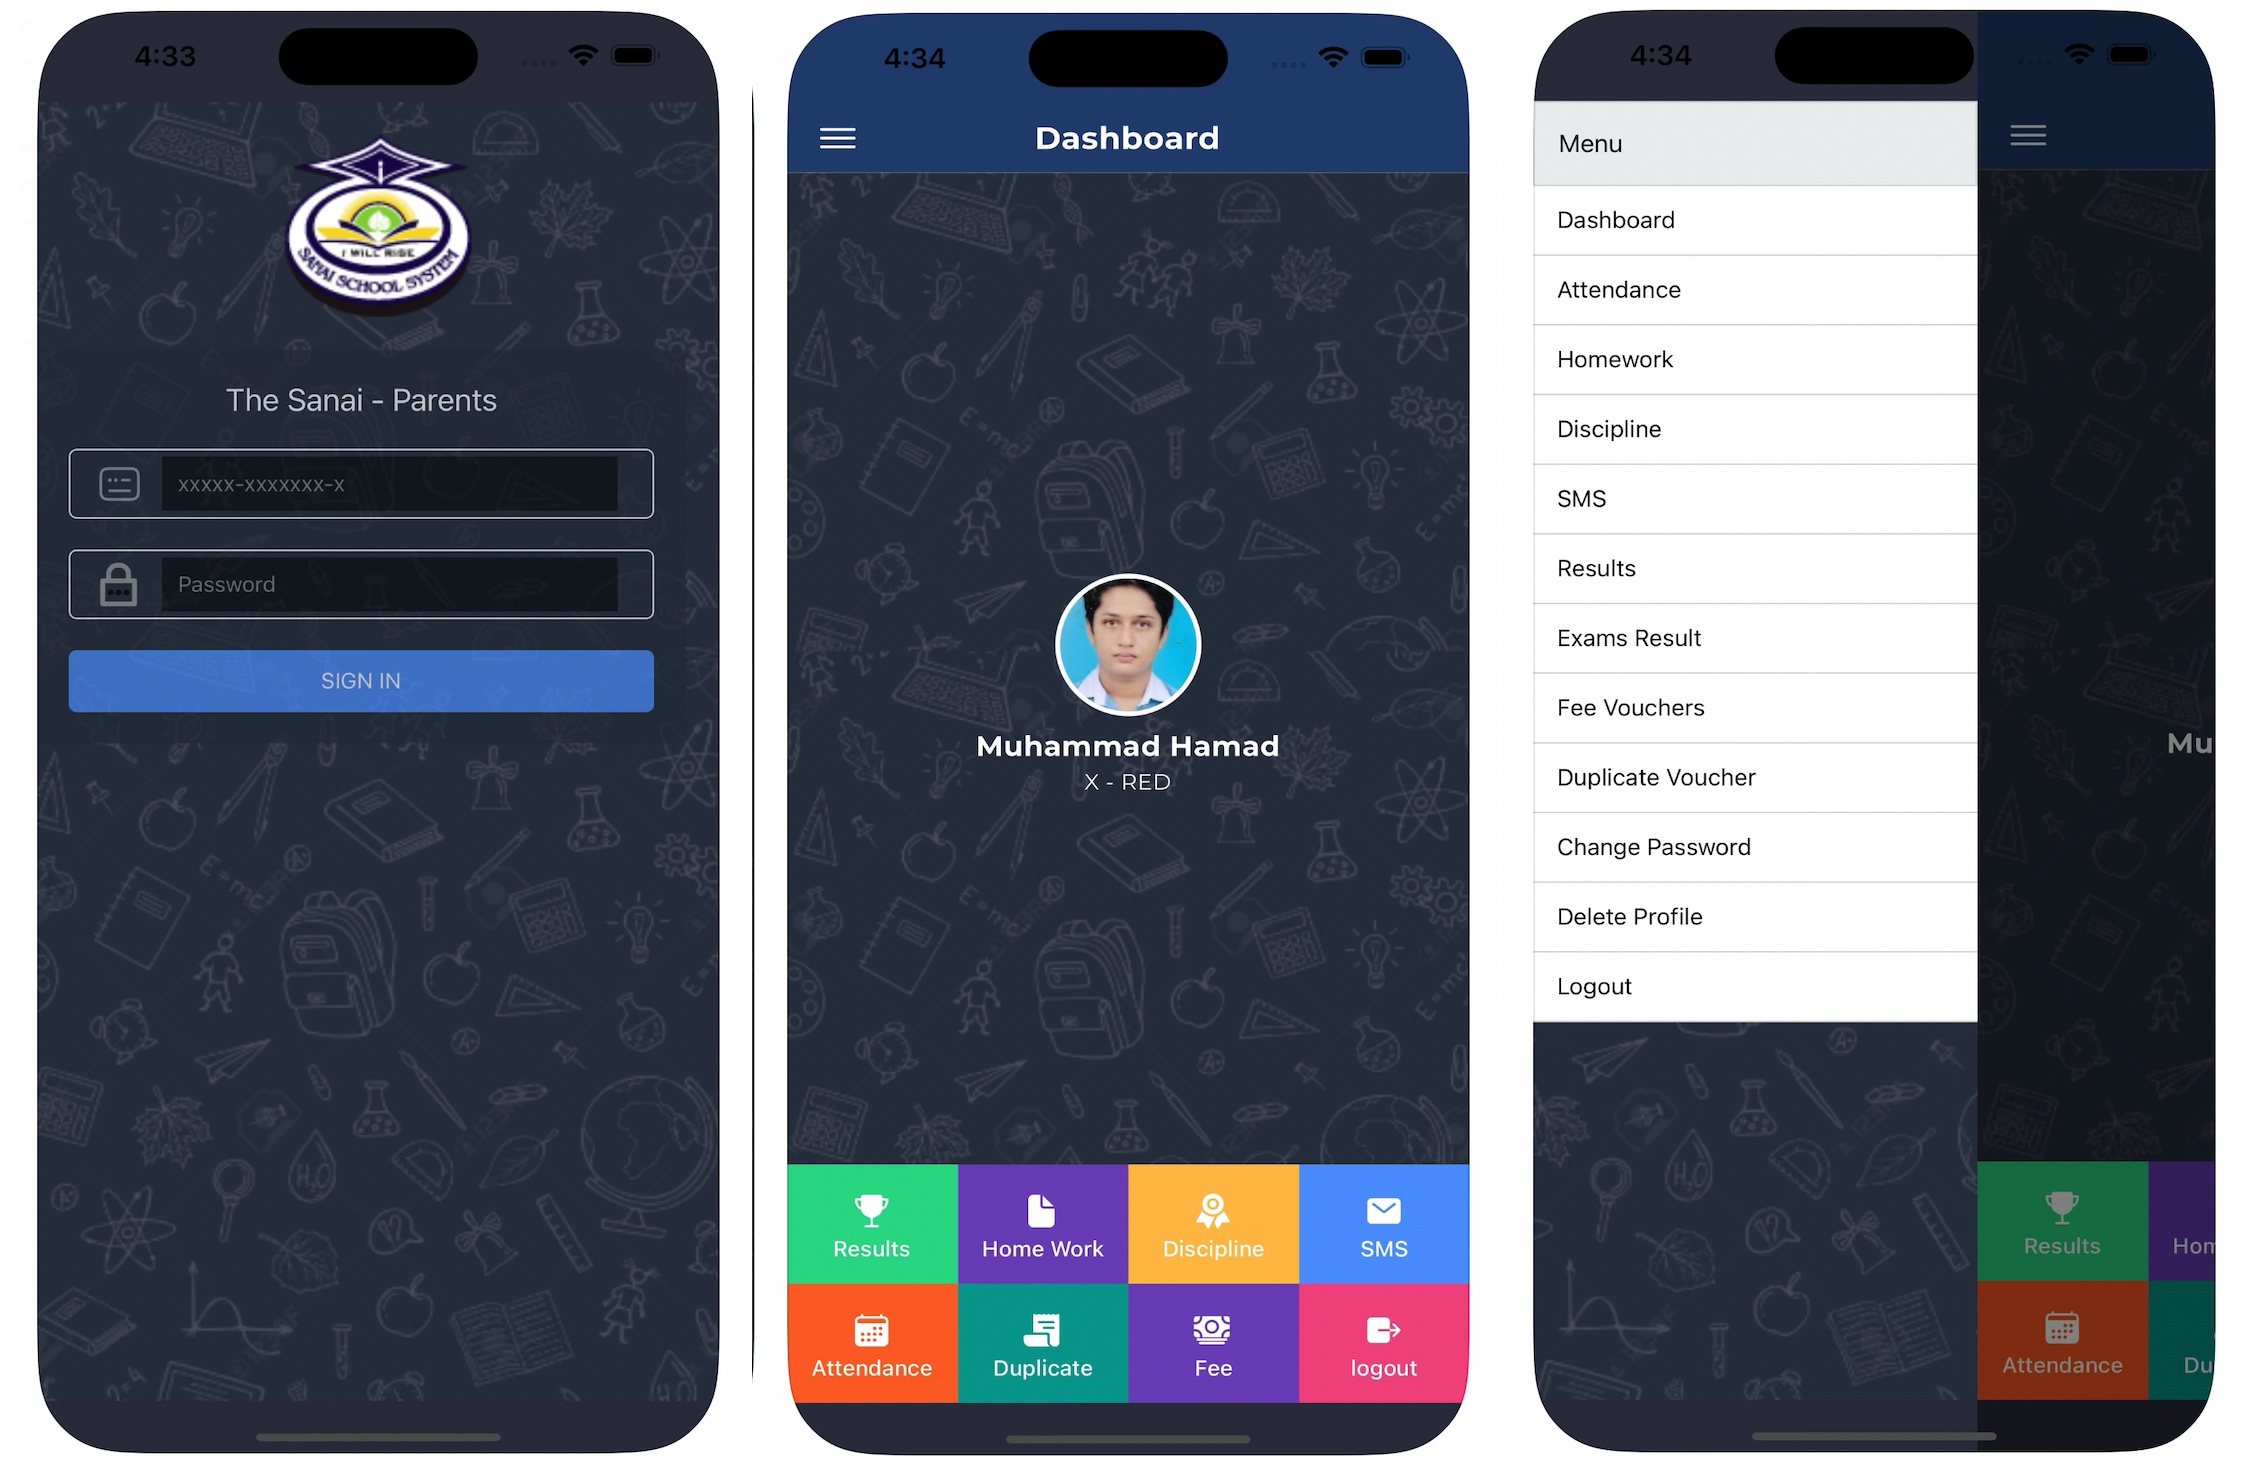 4:33
I WILL RISE
SANAI SCHOOL SYSTEM
The Sanai - Parents
xxxxx-xxxxxxx-x
Password
SIGN IN
4:34
Dashboard
Muhammad Hamad
X - RED
Results
Home Work
Discipline
SMS
Attendance
Duplicate
Fee
logout
4:34
Menu
Dashboard
Attendance
Homework
Discipline
SMS
Results
Exams Result
Fee Vouchers
Duplicate Voucher
Change Password
Delete Profile
Logout
Mu
Results
Hom
Attendance
Du